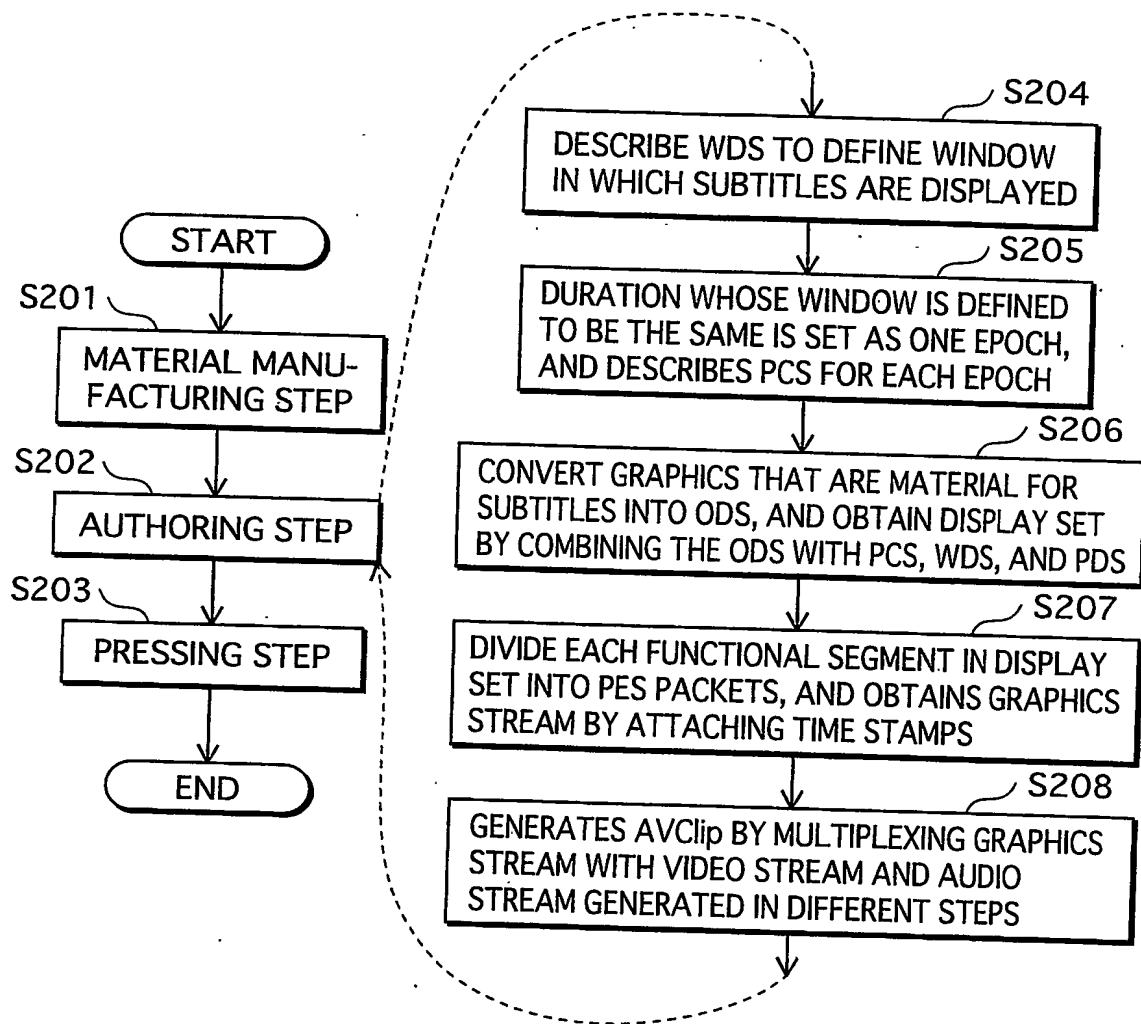 START
S201
MATERIAL MANU-
FACTURING STEP
S202
AUTHORING STEP
S203
PRESSING STEP
END
S204
DESCRIBE WDS TO DEFINE WINDOW
IN WHICH SUBTITLES ARE DISPLAYED
S205
DURATION WHOSE WINDOW IS DEFINED
TO BE THE SAME IS SET AS ONE EPOCH,
AND DESCRIBES PCS FOR EACH EPOCH
S206
CONVERT GRAPHICS THAT ARE MATERIAL FOR
SUBTITLES INTO ODS, AND OBTAIN DISPLAY SET
BY COMBINING THE ODS WITH PCS, WDS, AND PDS
S207
DIVIDE EACH FUNCTIONAL SEGMENT IN DISPLAY
SET INTO PES PACKETS, AND OBTAINS GRAPHICS
STREAM BY ATTACHING TIME STAMPS
S208
GENERATES AVClip BY MULTIPLEXING GRAPHICS
STREAM WITH VIDEO STREAM AND AUDIO
STREAM GENERATED IN DIFFERENT STEPS